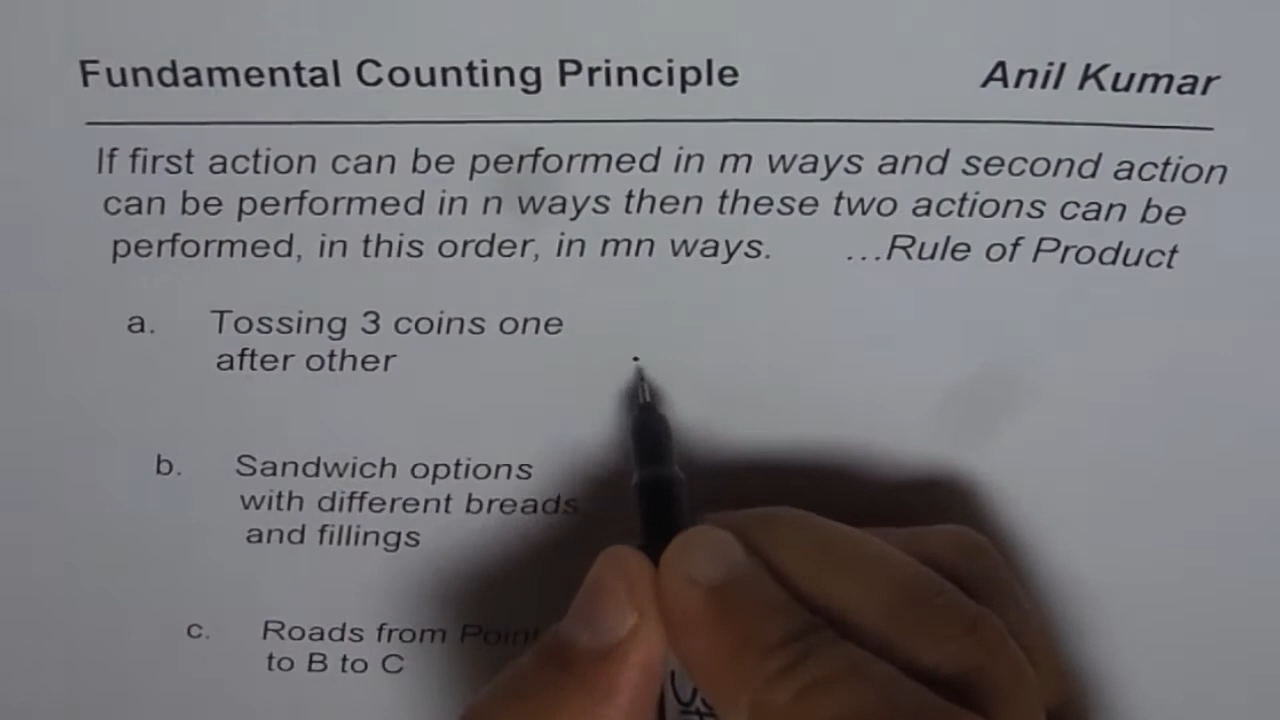 Fundamental Counting Principle Anil Kumar
If first action can be performed in m ways and second action
can be performed in n ways then these two actions can be
performed, in this order, in mn ways. ...Rule of Product
a. Tossing 3 coins one
after other
b. Sandwich options
with different breads
and fillings
c. Roads from Point
to B to C